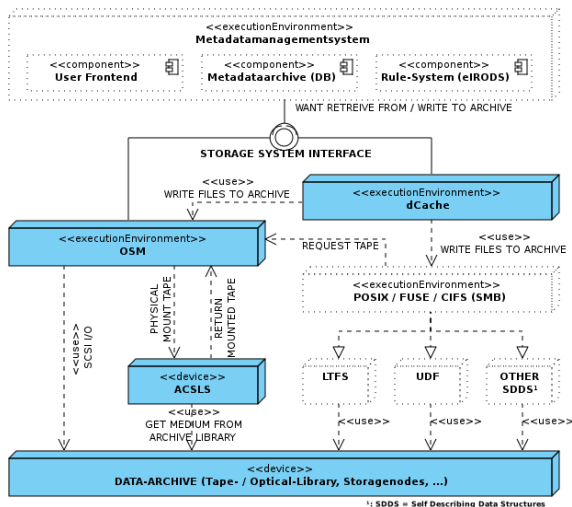 <<executionEnvironment>>
Metadatamanagementsystem
<<component>>
User Frontend
<<component>>
Metadataarchive (DB)
<<component>>
Rule-System (eIRODS)
WANT RETREIVE FROM / WRITE TO ARCHIVE
STORAGE SYSTEM INTERFACE
<<use>>
WRITE FILES TO ARCHIVE
<<executionEnvironment>>
dCache
<<executionEnvironment>>
OSM
REQUEST TAPE
<<use>>
WRITE FILES TO ARCHIVE
<<executionEnvironment>>
POSIX / FUSE / CIFS (SMB)
<<use>>
SCSI I/O
PHYSICAL
MOUNT TAPE
RETURN
MOUNTED TAPE
<<device>>
ACSLS
LTFS
UDF
OTHER
SDDS¹
<<use>>
GET MEDIUM FROM
ARCHIVE LIBRARY
<<use>>
<<use>>
<<use>>
<<device>>
DATA-ARCHIVE (Tape- / Optical-Library, Storagenodes, ...)
¹: SDDS = Self Describing Data Structures